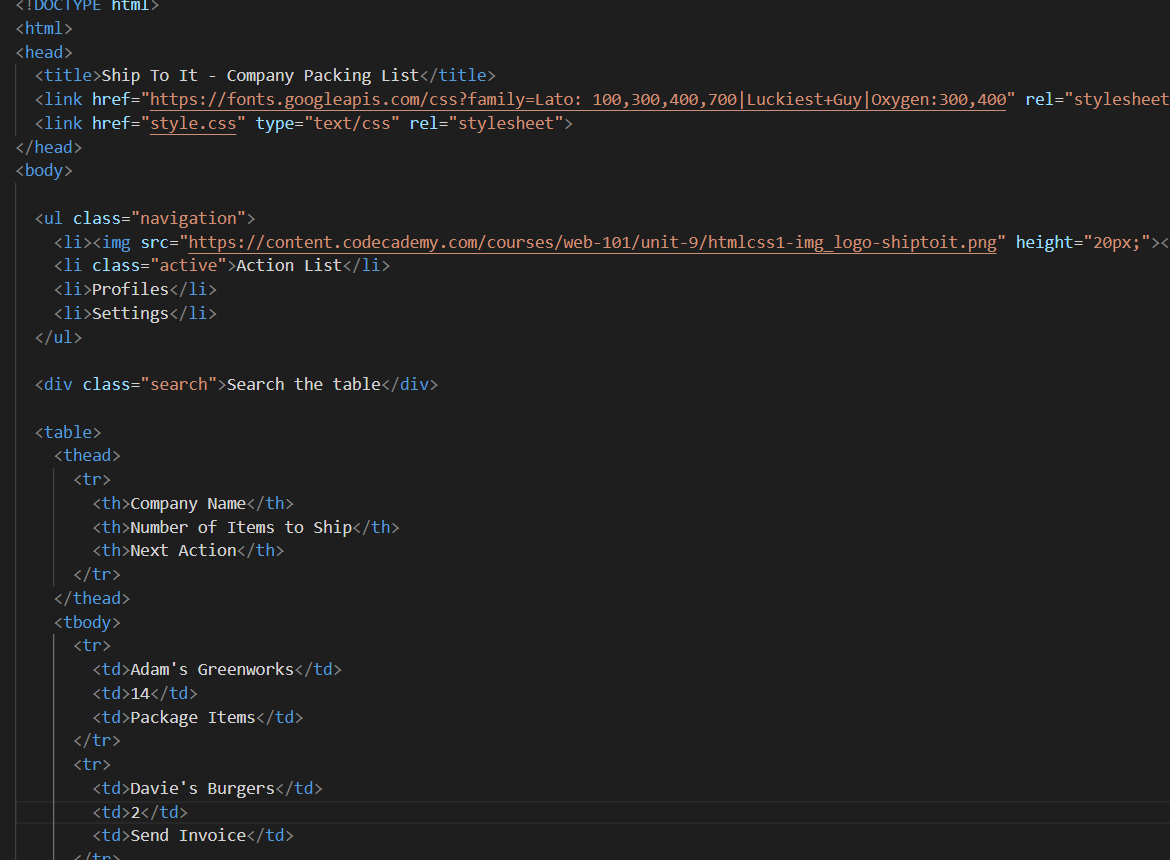 <!DOCTYPE html>
<html>
<head>
  <title>Ship To It - Company Packing List</title>
  <link href="https://fonts.googleapis.com/css?family=Lato: 100,300,400,700|Luckiest+Guy|Oxygen:300,400" rel="stylesheet
  <link href="style.css" type="text/css" rel="stylesheet">
</head>
<body>
  <ul class="navigation">
    <li><img src="https://content.codecademy.com/courses/web-101/unit-9/htmlcss1-img_logo-shiptoit.png" height="20px;"><
    <li class="active">Action List</li>
    <li>Profiles</li>
    <li>Settings</li>
  </ul>
  <div class="search">Search the table</div>
  <table>
    <thead>
      <tr>
        <th>Company Name</th>
        <th>Number of Items to Ship</th>
        <th>Next Action</th>
      </tr>
    </thead>
    <tbody>
      <tr>
        <td>Adam's Greenworks</td>
        <td>14</td>
        <td>Package Items</td>
      </tr>
      <tr>
        <td>Davie's Burgers</td>
        <td>2</td>
        <td>Send Invoice</td>
      </tr>